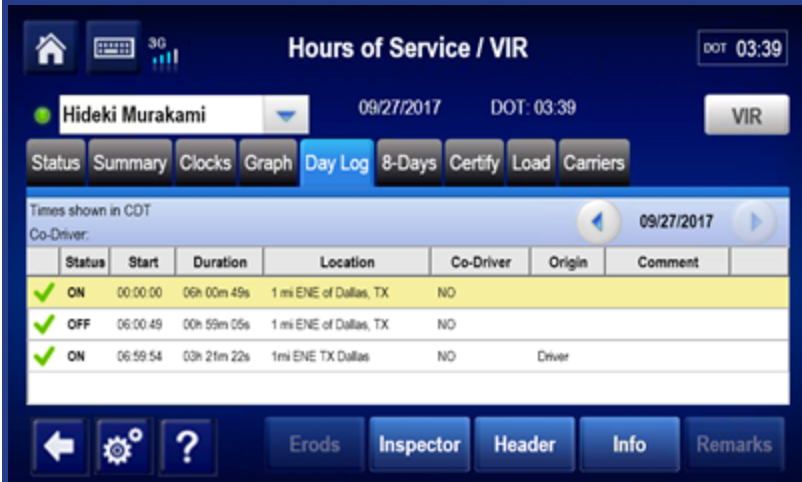 3G
Hours of Service / VIR
DOT 03:39
Hideki Murakami
09/27/2017 DOT: 03:39
VIR
Status Summary Clocks Graph Day Log 8-Days Certify Load Carriers
Times shown in CDT
Co-Driver:
09/27/2017
Status Start Duration Location Co-Driver Origin Comment
ON 00:00:00 06h 00m 49s 1 mi ENE of Dallas, TX NO
OFF 06:00:49 00h 59m 05s 1 mi ENE of Dallas, TX NO
ON 06:59:54 03h 21m 22s 1mi ENE TX Dallas NO Driver
? Erods Inspector Header Info Remarks